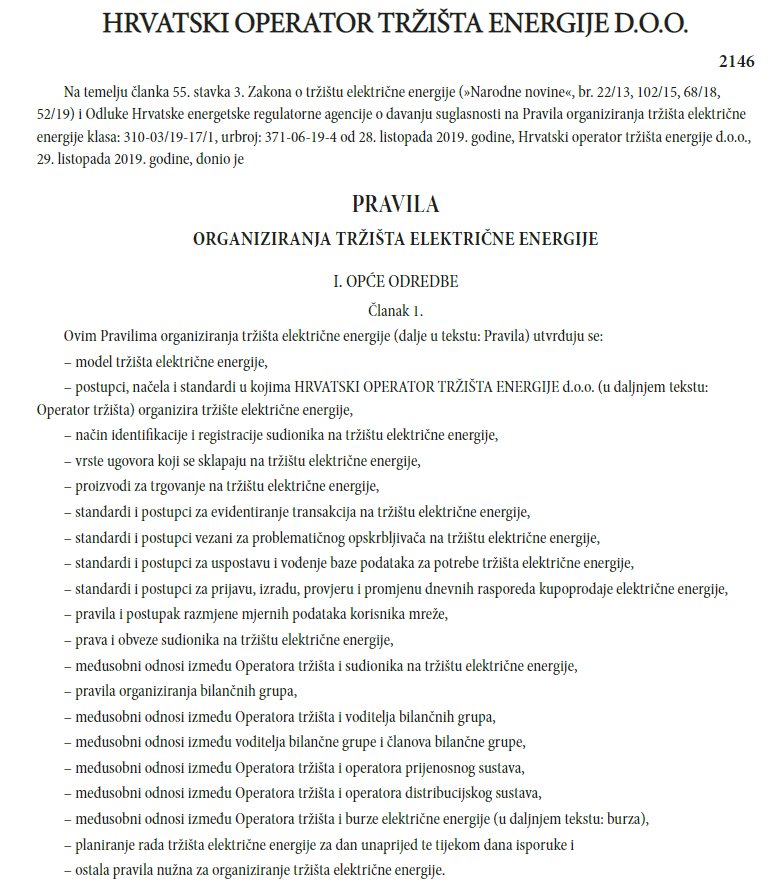 HRVATSKI OPERATOR TRŽIŠTA ENERGIJE D.O.O.
2146
Na temelju članka 55. stavka 3. Zakona o tržištu električne energije (»Narodne novine«, br. 22/13, 102/15, 68/18,
52/19) i Odluke Hrvatske energetske regulatorne agencije o davanju suglasnosti na Pravila organiziranja tržišta električne
energije klasa: 310-03/19-17/1, urbroj: 371-06-19-4 od 28. listopada 2019. godine, Hrvatski operator tržišta energije d.o.o.,
29. listopada 2019. godine, donio je
PRAVILA
ORGANIZIRANJA TRŽIŠTA ELEKTRIČNE ENERGIJE
I. OPĆE ODREDBE
Članak 1.
Ovim Pravilima organiziranja tržišta električne energije (dalje u tekstu: Pravila) utvrđuju se:
– model tržišta električne energije,
– postupci, načela i standardi u kojima HRVATSKI OPERATOR TRŽIŠTA ENERGIJE d.o.o. (u daljnjem tekstu:
Operator tržišta) organizira tržište električne energije,
– način identifikacije i registracije sudionika na tržištu električne energije,
– vrste ugovora koji se sklapaju na tržištu električne energije,
– proizvodi za trgovanje na tržištu električne energije,
– standardi i postupci za evidentiranje transakcija na tržištu električne energije,
– standardi i postupci vezani za problematičnog opskrbljivača na tržištu električne energije,
– standardi i postupci za uspostavu i vođenje baze podataka za potrebe tržišta električne energije,
– standardi i postupci za prijavu, izradu, provjeru i promjenu dnevnih rasporeda kupoprodaje električne energije,
– pravila i postupak razmjene mjernih podataka korisnika mreže,
– prava i obveze sudionika na tržištu električne energije,
– međusobni odnosi između Operatora tržišta i sudionika na tržištu električne energije,
– pravila organiziranja bilančnih grupa,
– međusobni odnosi između Operatora tržišta i voditelja bilančnih grupa,
– međusobni odnosi između voditelja bilančne grupe i članova bilančne grupe,
– međusobni odnosi između Operatora tržišta i operatora prijenosnog sustava,
– međusobni odnosi između Operatora tržišta i operatora distribucijskog sustava,
– međusobni odnosi između Operatora tržišta i burze električne energije (u daljnjem tekstu: burza),
– planiranje rada tržišta električne energije za dan unaprijed te tijekom dana isporuke i
– ostala pravila nužna za organiziranje tržišta električne energije.